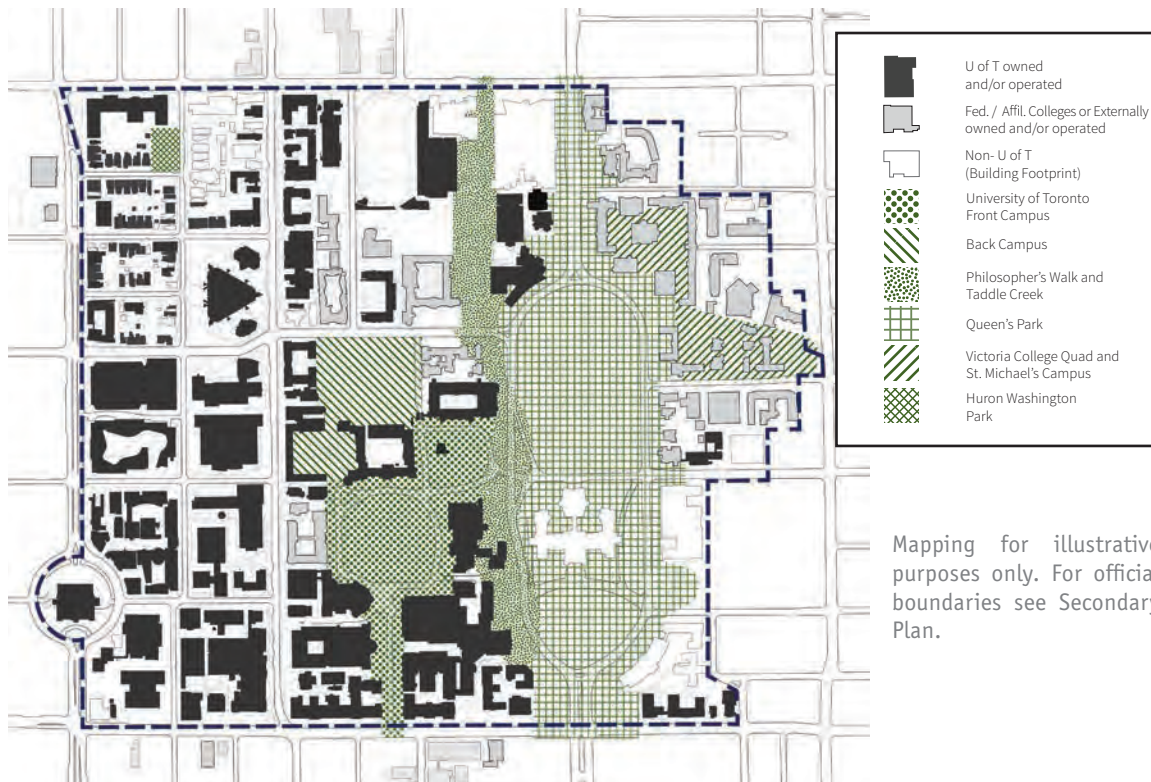 U of T owned
and/or operated
Fed. / Affil. Colleges or Externally
owned and/or operated
Non- U of T
(Building Footprint)
University of Toronto
Front Campus
Back Campus
Philosopher's Walk and
Taddle Creek
Queen's Park
Victoria College Quad and
St. Michael's Campus
Huron Washington
Park
Mapping for illustrative
purposes only. For official
boundaries see Secondary
Plan.